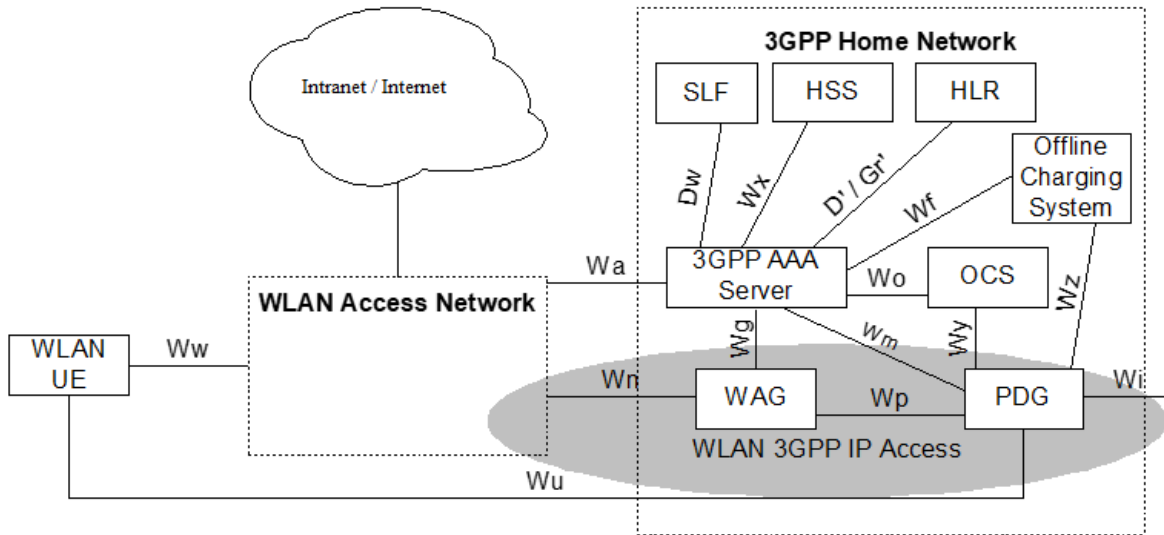 3GPP Home Network
Intranet / Internet
SLF
HSS
HLR
Offline
Charging
System
Dw
Wx
D' / Gr'
Wf
Wa
3GPP AAA
Server
Wo
OCS
Wz
WLAN Access Network
Wg
Wm
Wy
WLAN
UE
Ww
Wn
WAG
Wp
PDG
Wi
WLAN 3GPP IP Access
Wu